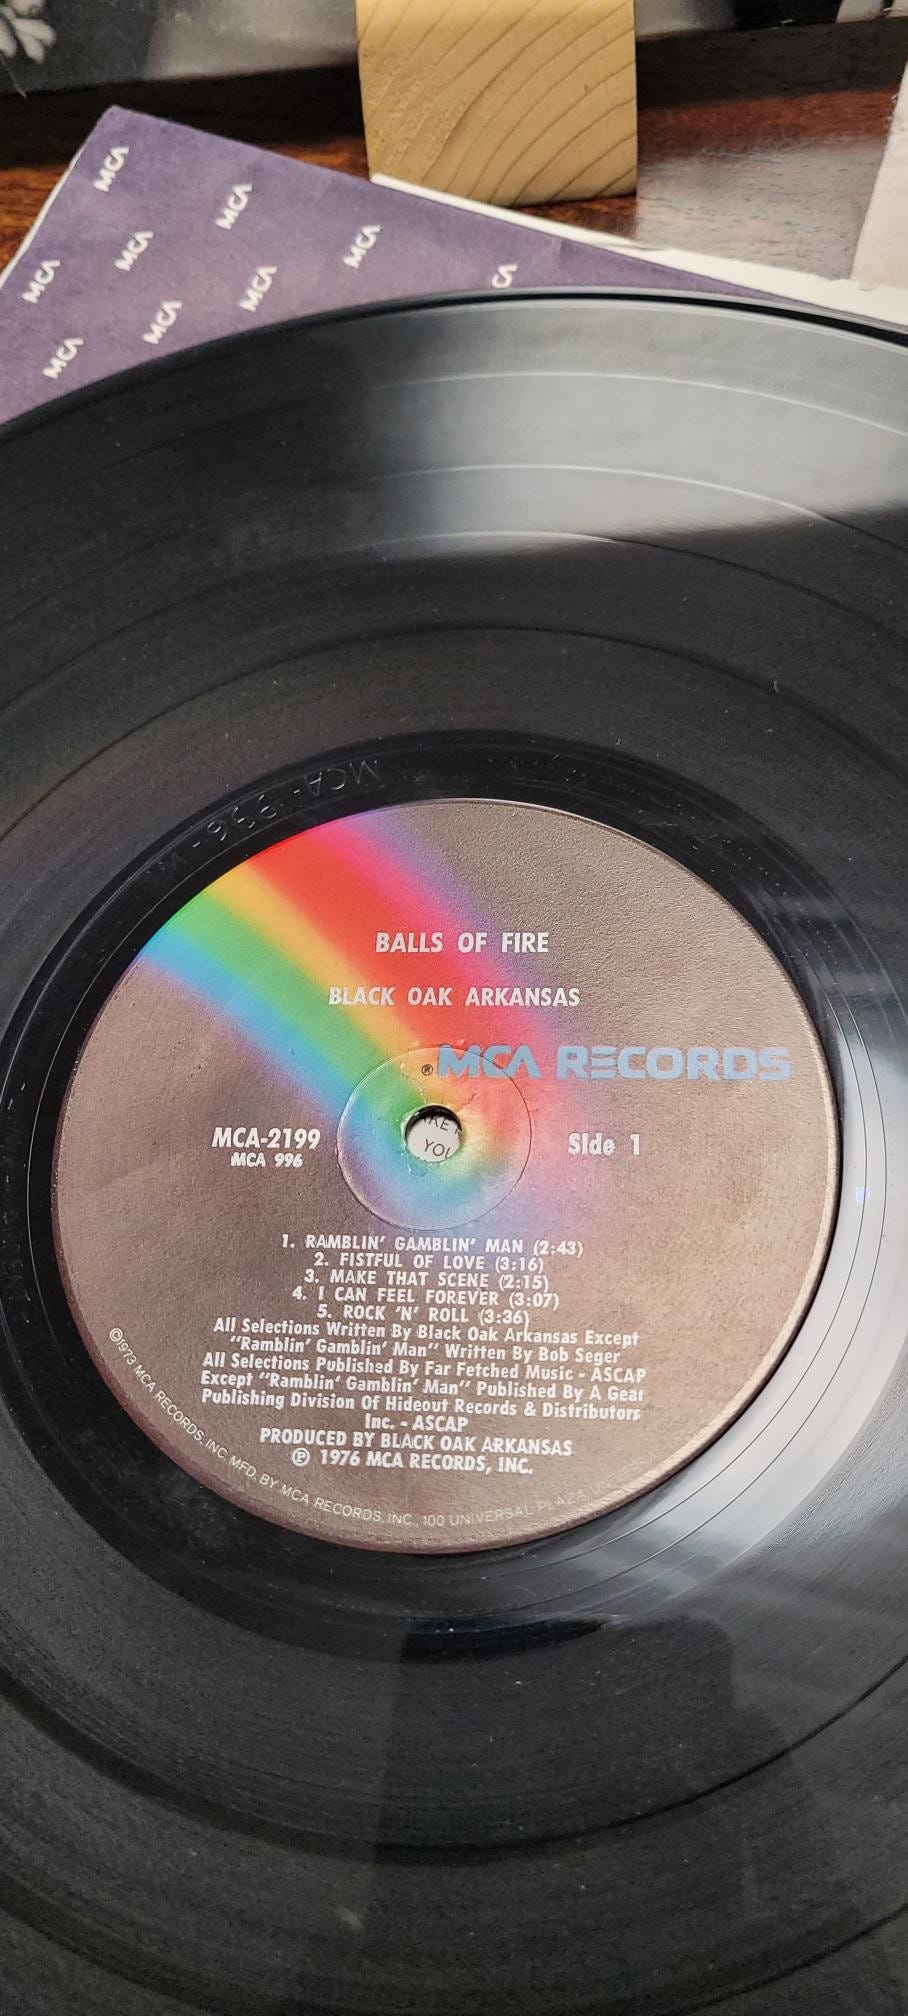 MCA MCA MCA MCA MCA MCA MCA MCA
CA
MCA-996-W
BALLS OF FIRE
BLACK OAK ARKANSAS
® MCA RECORDS
MCA-2199
MCA 996
Side 1
KE
YOU
1. RAMBLIN' GAMBLIN' MAN (2:43)
2. FISTFUL OF LOVE (3:16)
3. MAKE THAT SCENE (2:15)
4. I CAN FEEL FOREVER (3:07)
5. ROCK 'N' ROLL (3:36)
All Selections Written By Black Oak Arkansas Except
"Ramblin' Gamblin' Man" Written By Bob Seger
All Selections Published By Far Fetched Music - ASCAP
Except "Ramblin' Gamblin' Man" Published By A Gear
Publishing Division Of Hideout Records & Distributors
Inc. - ASCAP
PRODUCED BY BLACK OAK ARKANSAS
℗ 1976 MCA RECORDS, INC.
©1973 MCA RECORDS, INC. MFD. BY MCA RECORDS, INC., 100 UNIVERSAL PLAZA